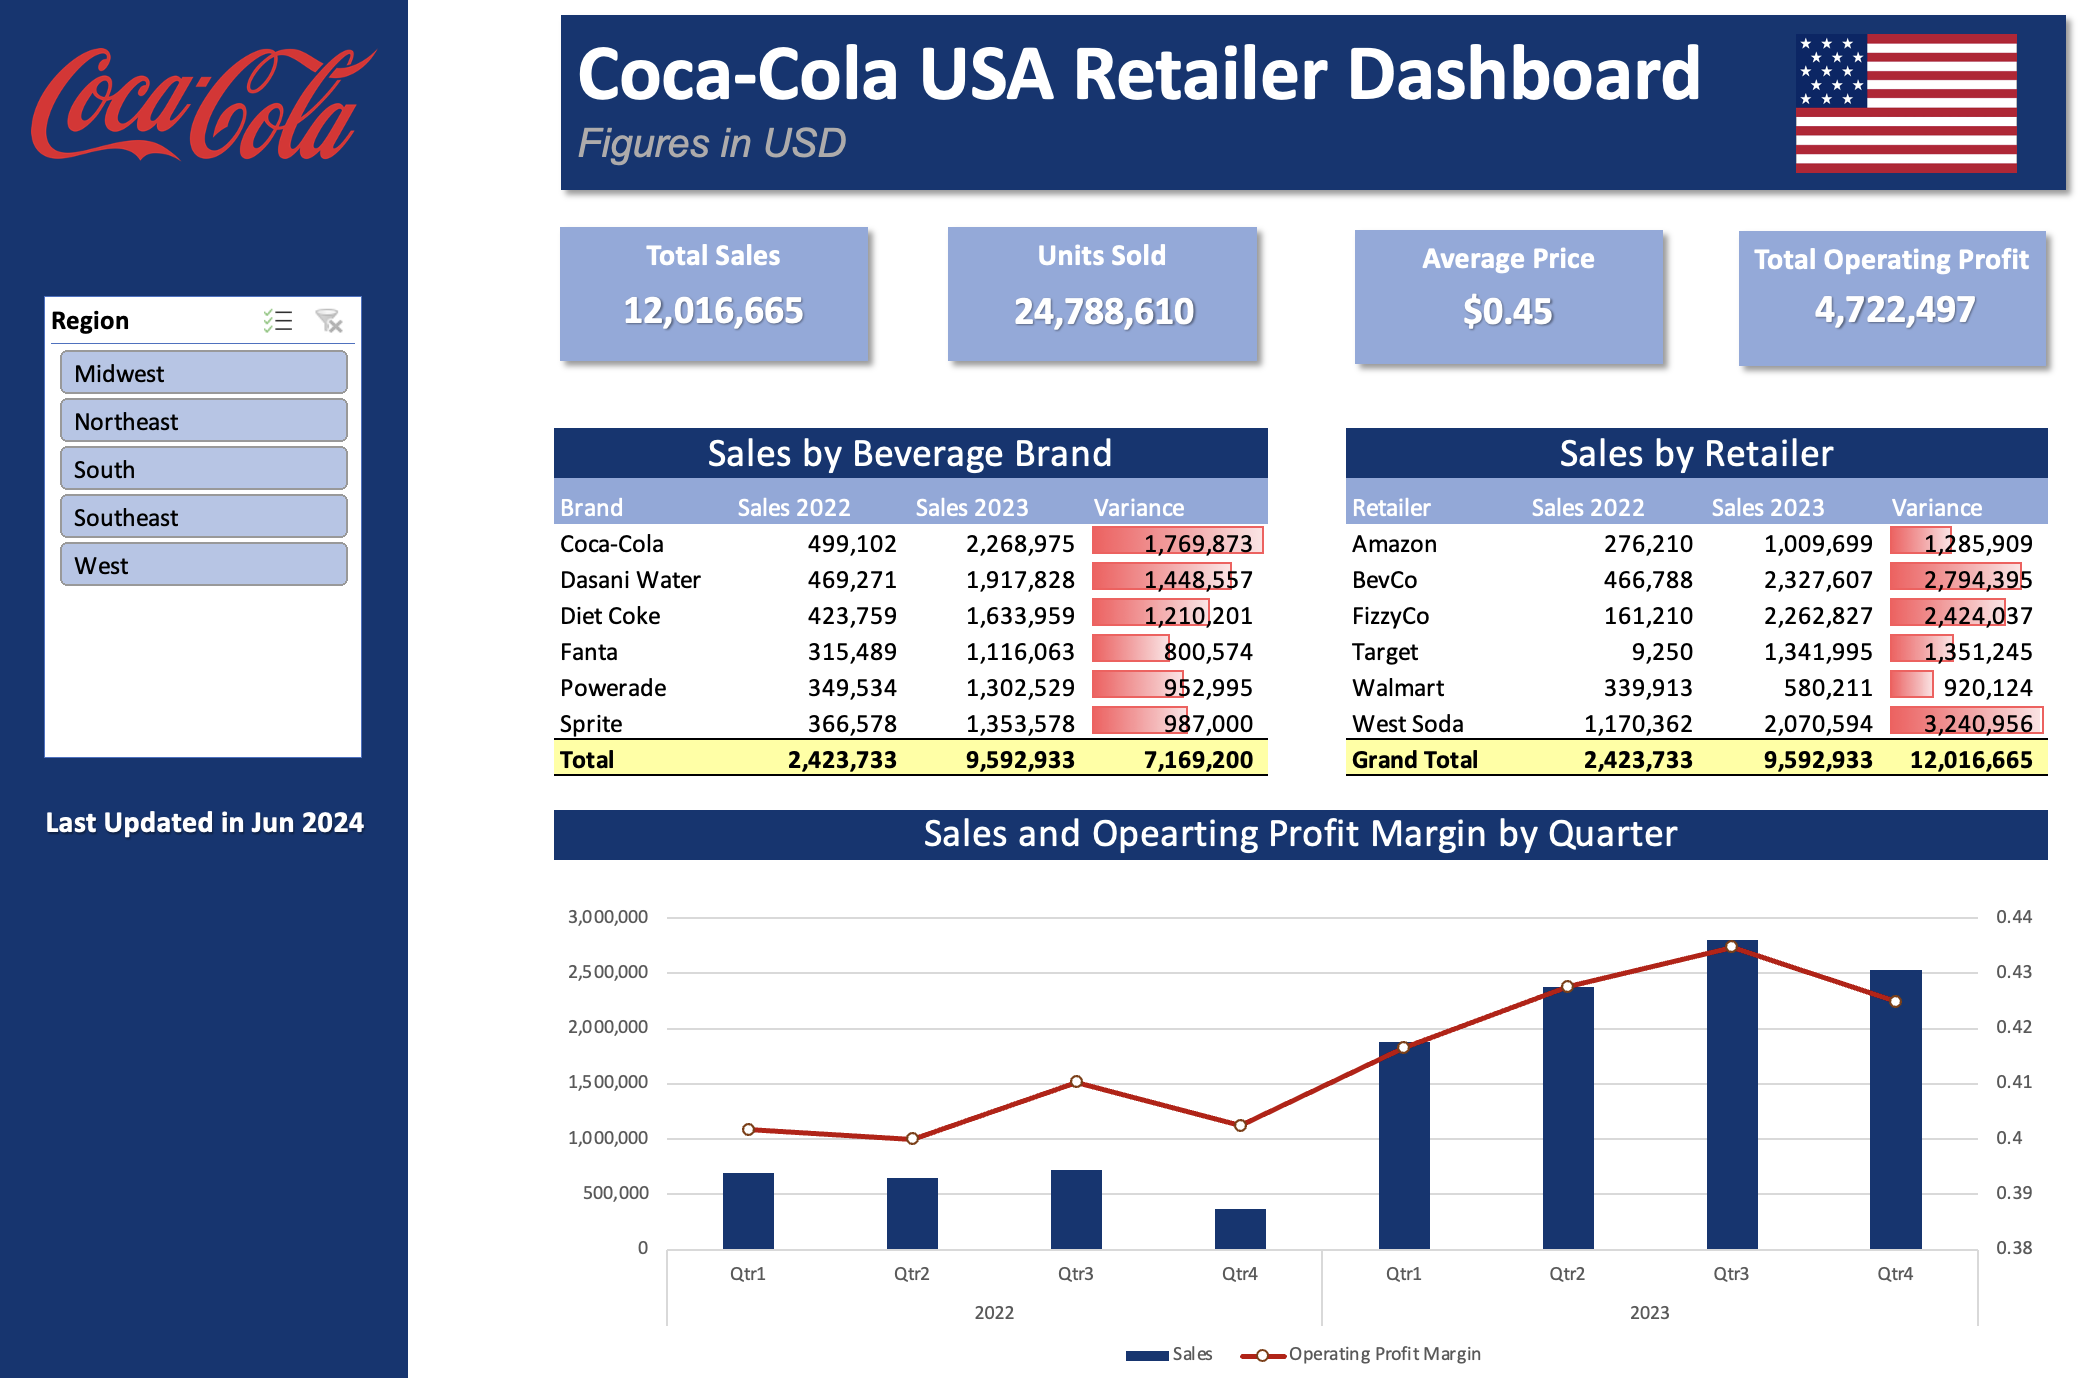 Coca-Cola
Coca-Cola USA Retailer Dashboard
Figures in USD
Total Sales
12,016,665
Units Sold
24,788,610
Average Price
$0.45
Total Operating Profit
4,722,497
Region
Midwest
Northeast
South
Southeast
West
Last Updated in Jun 2024
Sales by Beverage Brand
Brand Sales 2022 Sales 2023 Variance
Coca-Cola 499,102 2,268,975 1,769,873
Dasani Water 469,271 1,917,828 1,448,557
Diet Coke 423,759 1,633,959 1,210,201
Fanta 315,489 1,116,063 800,574
Powerade 349,534 1,302,529 952,995
Sprite 366,578 1,353,578 987,000
Total 2,423,733 9,592,933 7,169,200
Sales by Retailer
Retailer Sales 2022 Sales 2023 Variance
Amazon 276,210 1,009,699 1,285,909
BevCo 466,788 2,327,607 2,794,395
FizzyCo 161,210 2,262,827 2,424,037
Target 9,250 1,341,995 1,351,245
Walmart 339,913 580,211 920,124
West Soda 1,170,362 2,070,594 3,240,956
Grand Total 2,423,733 9,592,933 12,016,665
Sales and Opearting Profit Margin by Quarter
3,000,000 0.44
2,500,000 0.43
2,000,000 0.42
1,500,000 0.41
1,000,000 0.4
500,000 0.39
0 0.38
Qtr1 Qtr2 Qtr3 Qtr4 Qtr1 Qtr2 Qtr3 Qtr4
2022 2023
Sales Operating Profit Margin